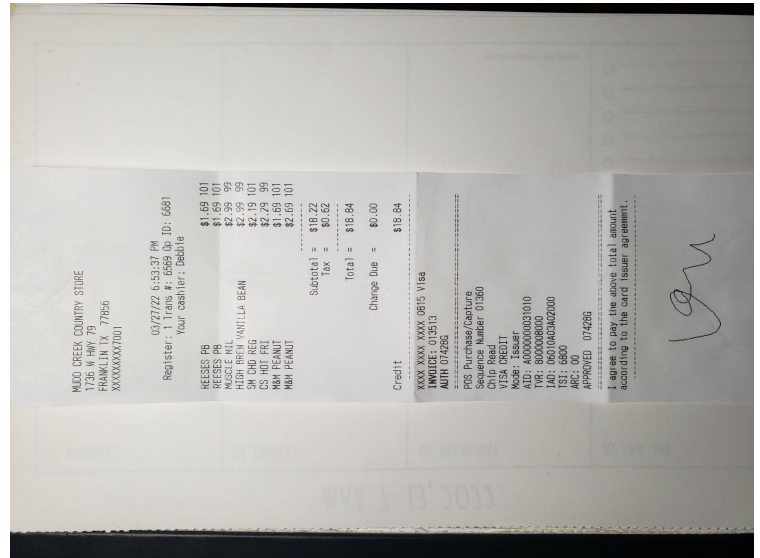 MUDD CREEK COUNTRY STORE
1736 W HWY 79
FRANKLIN TX 77856
XXXXXXXXX7001
03/27/22 6:53:37 PM
Register: 1 Trans #: 6569 Op ID: 6681
Your cashier: Debbie
REESES PB $1.69 101
REESES PB $1.69 101
MUSCLE MIL $2.99 99
HIGH BREW VANILLA BEAN $2.99 99
SM CHD REG $2.19 101
CS HOT FRI $2.29 99
M&M PEANUT $1.69 101
M&M PEANUT $2.69 101
Subtotal = $18.22
Tax = $0.62
Total = $18.84
Change Due = $0.00
Credit $18.84
XXXX XXXX XXXX 0815 Visa
INVOICE: 013513
AUTH 07428G
POS Purchase/Capture
Sequence Number 01360
Chip Read
VISA CREDIT
Mode: Issuer
AID: A0000000031010
TVR: 8000008000
IAD: 06010A03A02000
TSI: 6800
ARC: 00
APPROVED 07428G
I agree to pay the above total amount
according to the card issuer agreement.
MAR. 7-13, 2022